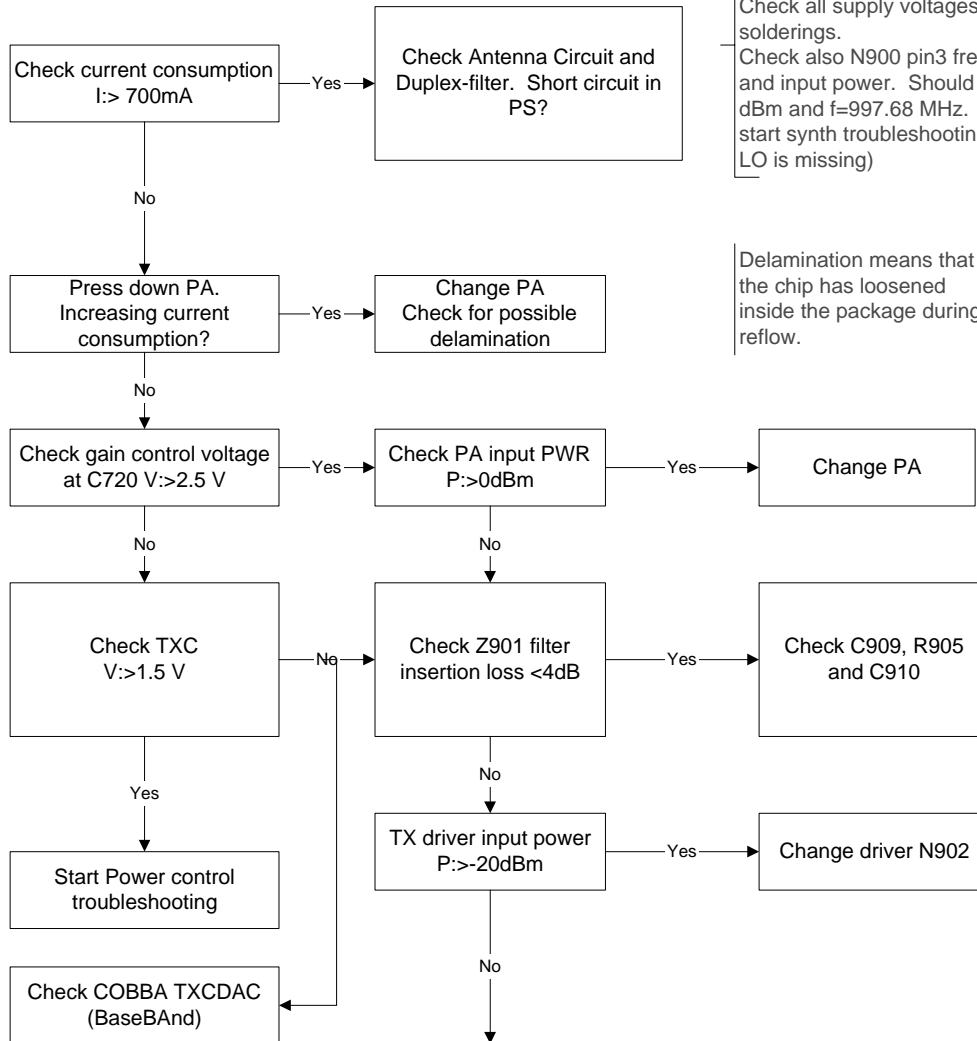 Check all supply voltages
solderings.
Check also N900 pin3
and input power. Should
dBm and f=997.68 MHz.
start synth
LO is missing)
Check current consumption
I:> 700mA
Yes
Check Antenna Circuit and
Duplex-filter. Short circuit in
PS?
No
Delamination means that
the chip has loosened
inside the package during
reflow.
Press down PA.
Increasing current
consumption?
Yes
Change PA
Check for possible
delamination
No
Check gain control voltage
at C720 V:>2.5 V
Yes
Check PA input PWR
P:>0dBm
Yes
Change PA
No
No
Check TXC
V:>1.5 V
No
Check Z901 filter
insertion loss <4dB
Yes
Check C909, R905
and C910
Yes
No
Start Power control
troubleshooting
TX driver input power
P:>-20dBm
Yes
Change driver N902
No
Check COBBA TXCDAC
(BaseBAnd)